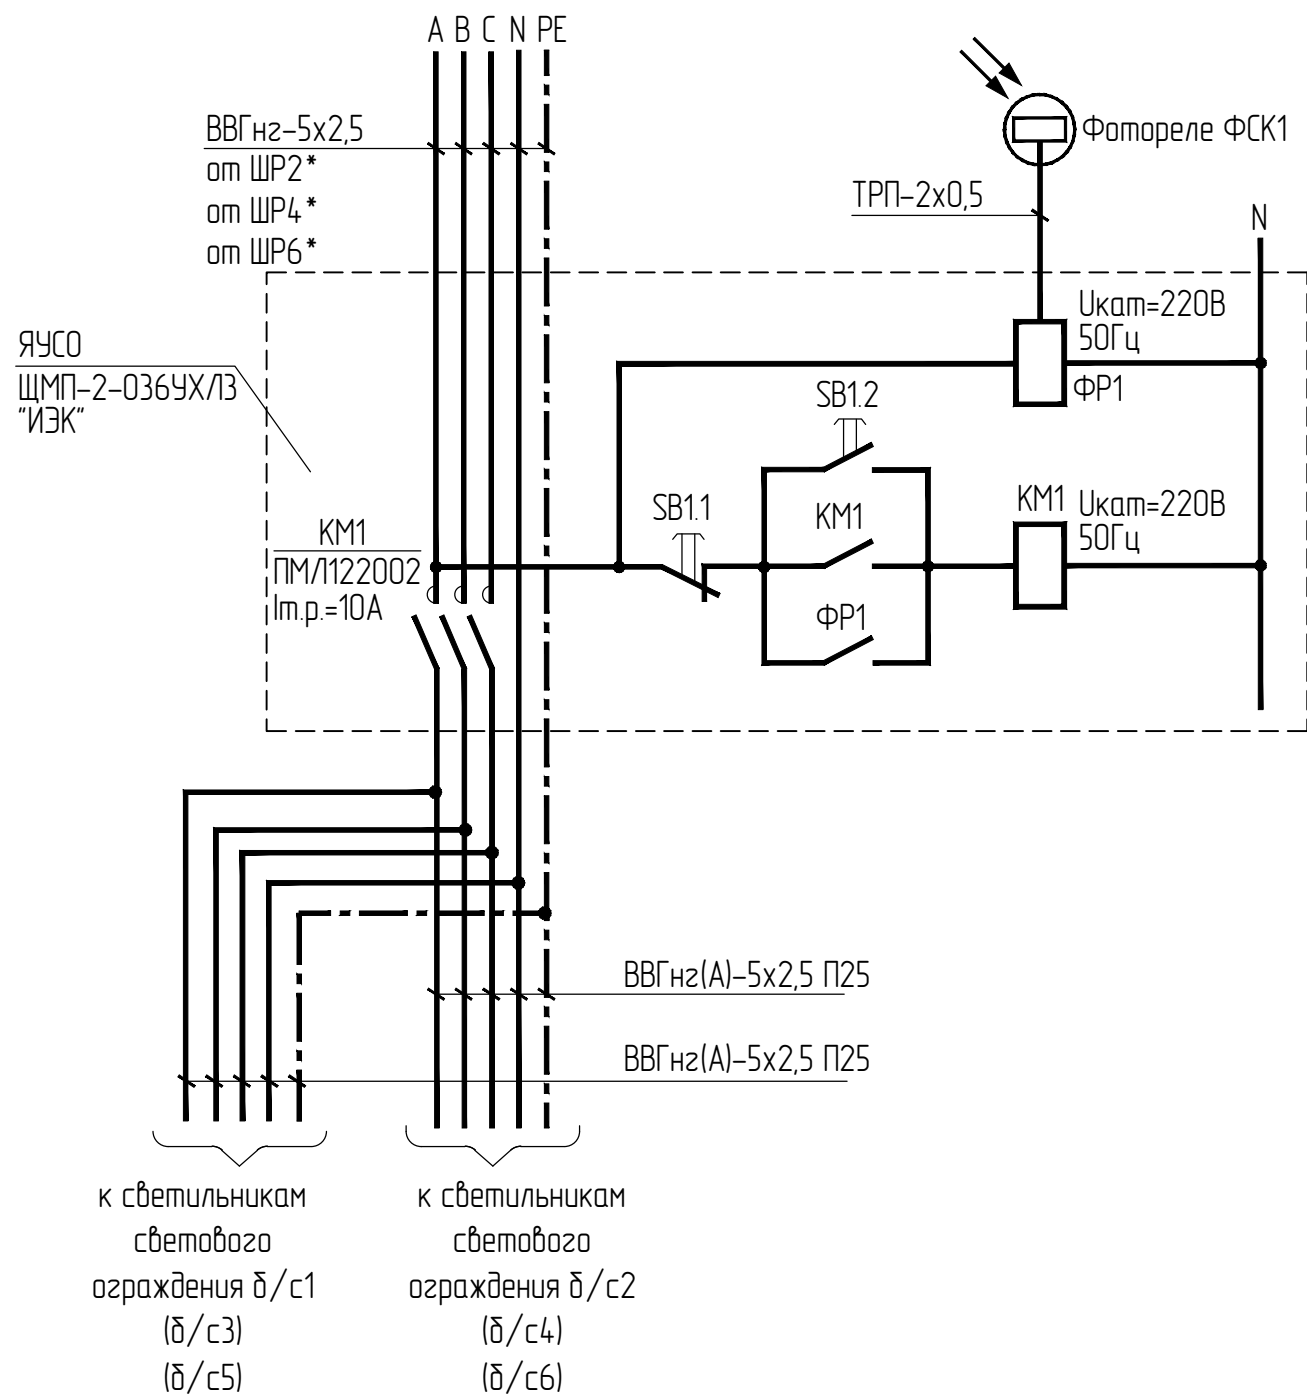 A B C N PE
ВВГнг-5х2,5
от ШР2*
от ШР4*
от ШР6*
Фотореле ФСК1
ТРП-2х0,5
N
ЯУСО
ЩМП-2-036УХЛ3
"ИЭК"
Uкат=220В
50Гц
ФР1
SB1.2
SB1.1
КМ1
КМ1
Uкат=220В
50Гц
КМ1
ПМЛ122002
Iт.р.=10А
ФР1
ВВГнг(А)-5х2,5 П25
ВВГнг(А)-5х2,5 П25
к светильникам
светового
ограждения б/с1
(б/с3)
(б/с5)
к светильникам
светового
ограждения б/с2
(б/с4)
(б/с6)